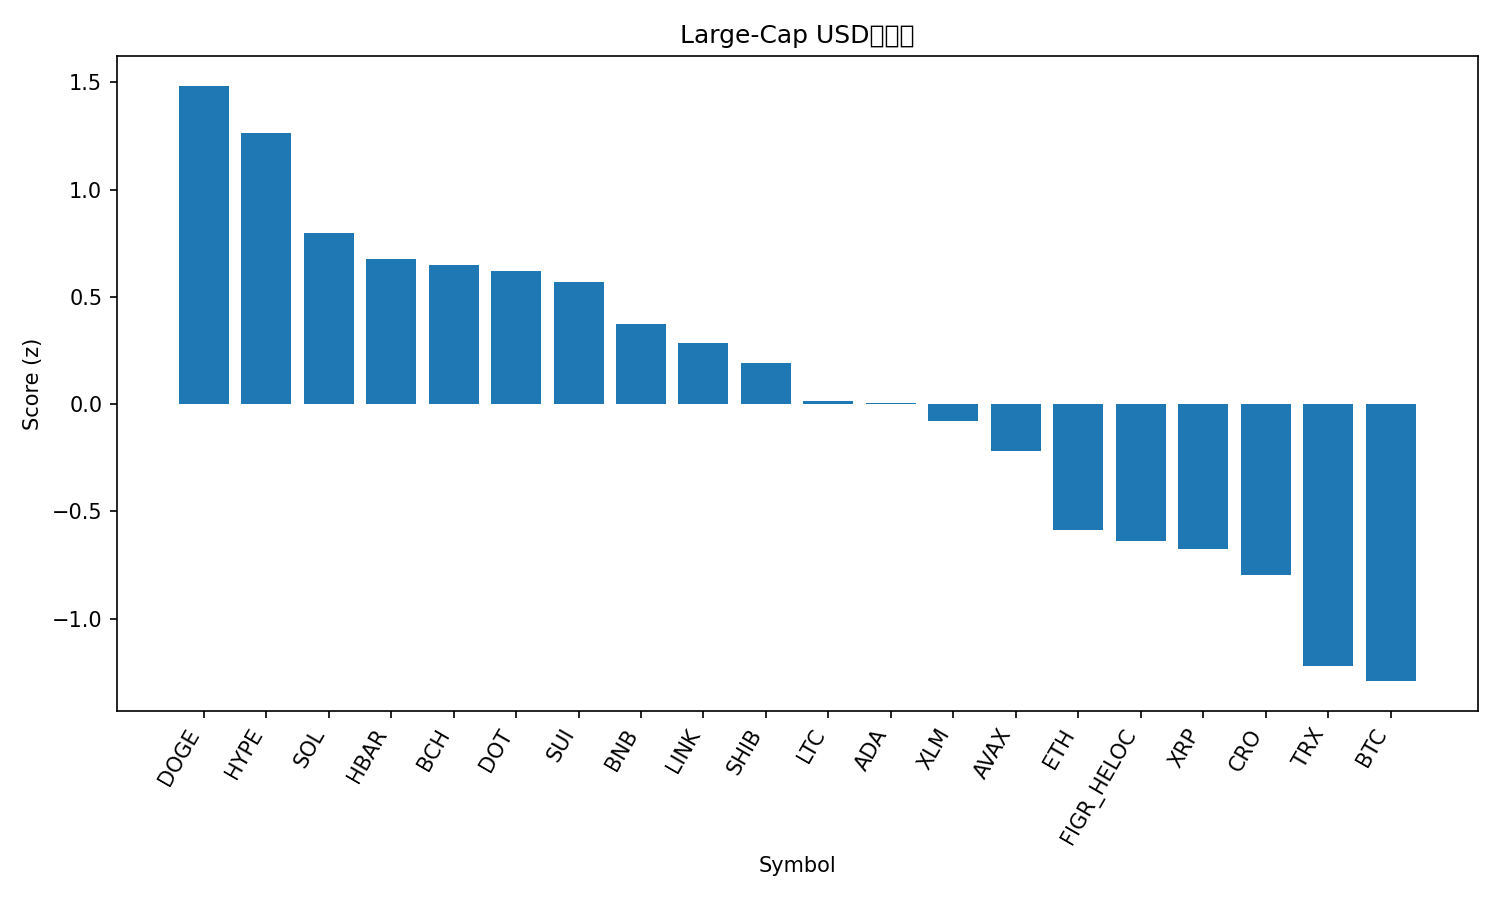 Large-Cap USD
Score (z)
1.5
1.0
0.5
0.0
−0.5
−1.0
DOGE
HYPE
SOL
HBAR
BCH
DOT
SUI
BNB
LINK
SHIB
LTC
ADA
XLM
AVAX
ETH
FIGR_HELOC
XRP
CRO
TRX
BTC
Symbol